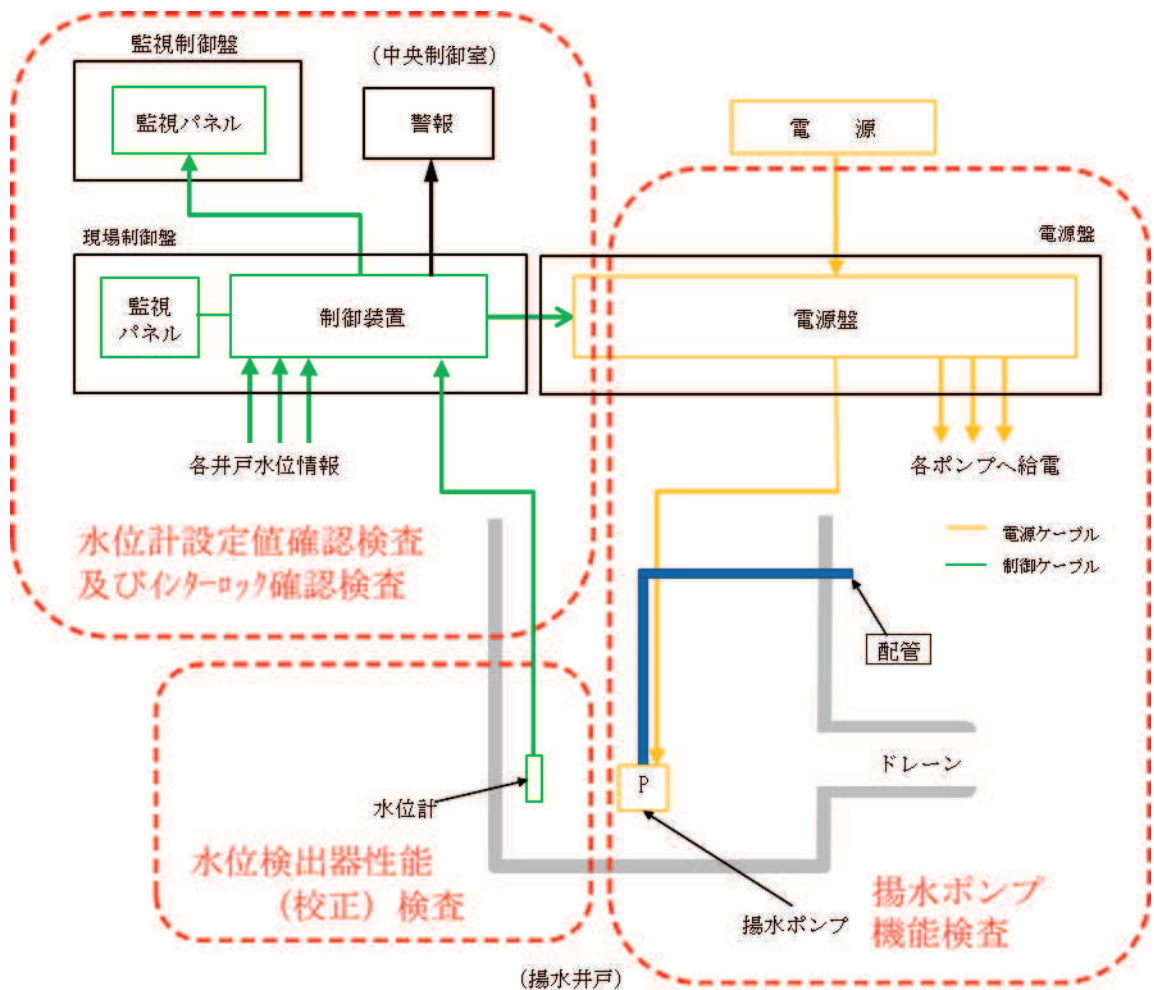 監視制御盤
監視パネル
(中央制御室)
警報
電　源
現場制御盤
監視
パネル
制御装置
電源盤
電源盤
各井戸水位情報
各ポンプへ給電
水位計設定値確認検査
及びインターロック確認検査
電源ケーブル
制御ケーブル
配管
ドレーン
P
水位計
水位検出器性能
(校正) 検査
揚水ポンプ
揚水ポンプ
機能検査
(揚水井戸)